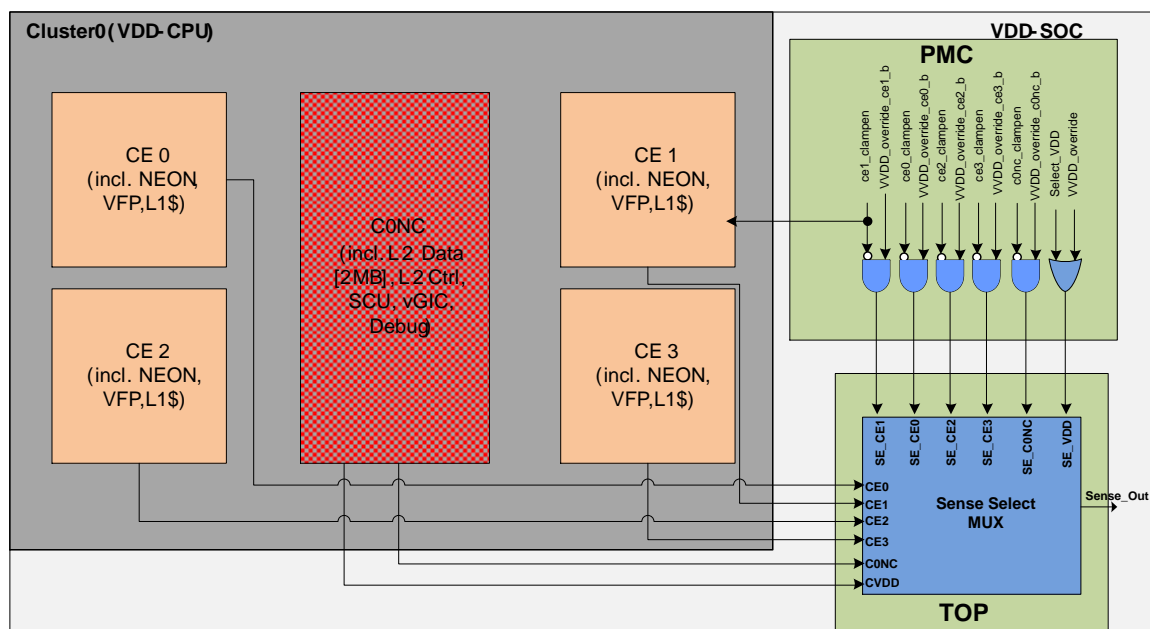 Cluster0(VDD-CPU)
VDD-SOC
PMC
CE 0
(incl. NEON,
VFP,L1$)
C0NC
(incl. L2 Data
[2MB], L2 Ctrl,
SCU, vGIC,
Debug)
CE 1
(incl. NEON,
VFP,L1$)
CE 2
(incl. NEON,
VFP,L1$)
CE 3
(incl. NEON,
VFP,L1$)
ce1_clampen
VVDD_override_ce1_b
ce0_clampen
VVDD_override_ce0_b
ce2_clampen
VVDD_override_ce2_b
ce3_clampen
VVDD_override_ce3_b
c0nc_clampen
VVDD_override_c0nc_b
Select_VDD
VVDD_override
SE_CE1
SE_CE0
SE_CE2
SE_CE3
SE_C0NC
SE_VDD
CE0
CE1
CE2
CE3
C0NC
CVDD
Sense Select
MUX
Sense_Out
TOP